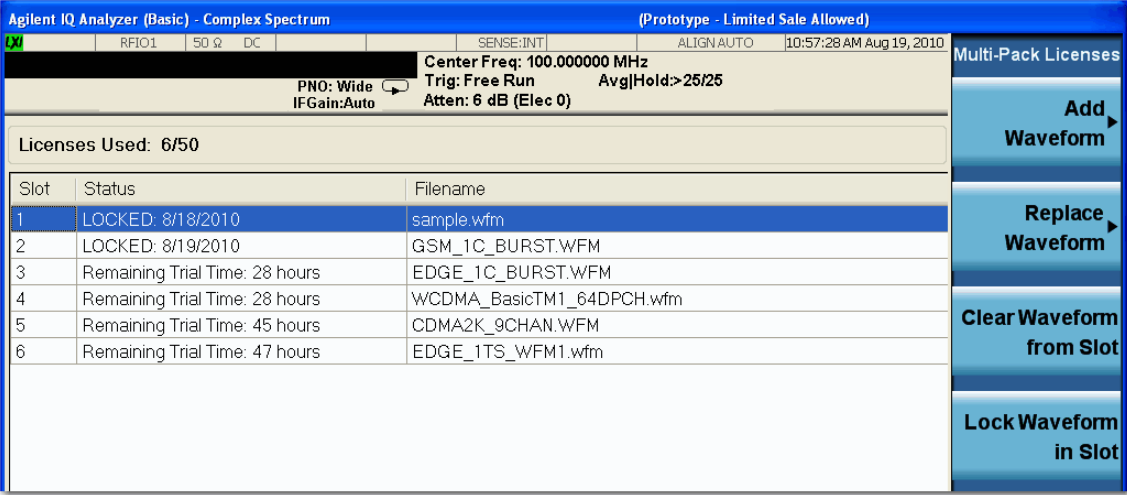 Agilent IQ Analyzer (Basic) - Complex Spectrum (Prototype - Limited Sale Allowed)
LXI RFIO1 50 Ω DC SENSE:INT ALIGN AUTO 10:57:28 AM Aug 19, 2010
Center Freq: 100.000000 MHz
PNO: Wide Trig: Free Run Avg|Hold:>25/25
IFGain:Auto Atten: 6 dB (Elec 0)
Licenses Used: 6/50
Slot Status Filename
1 LOCKED: 8/18/2010 sample.wfm
2 LOCKED: 8/19/2010 GSM_1C_BURST.WFM
3 Remaining Trial Time: 28 hours EDGE_1C_BURST.WFM
4 Remaining Trial Time: 28 hours WCDMA_BasicTM1_64DPCH.wfm
5 Remaining Trial Time: 45 hours CDMA2K_9CHAN.WFM
6 Remaining Trial Time: 47 hours EDGE_1TS_WFM1.wfm
Multi-Pack Licenses
Add
Waveform
Replace
Waveform
Clear Waveform
from Slot
Lock Waveform
in Slot